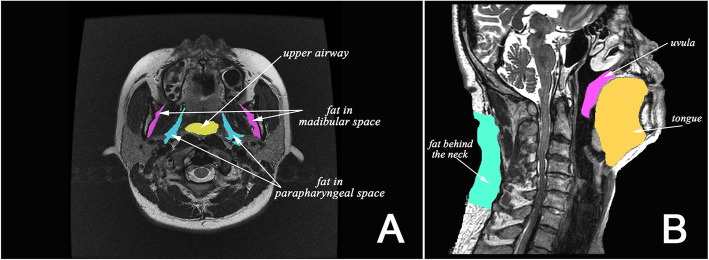 upper airway
fat in
madibular space
fat in
parapharyngeal space
A
uvula
tongue
fat behind
the neck
B